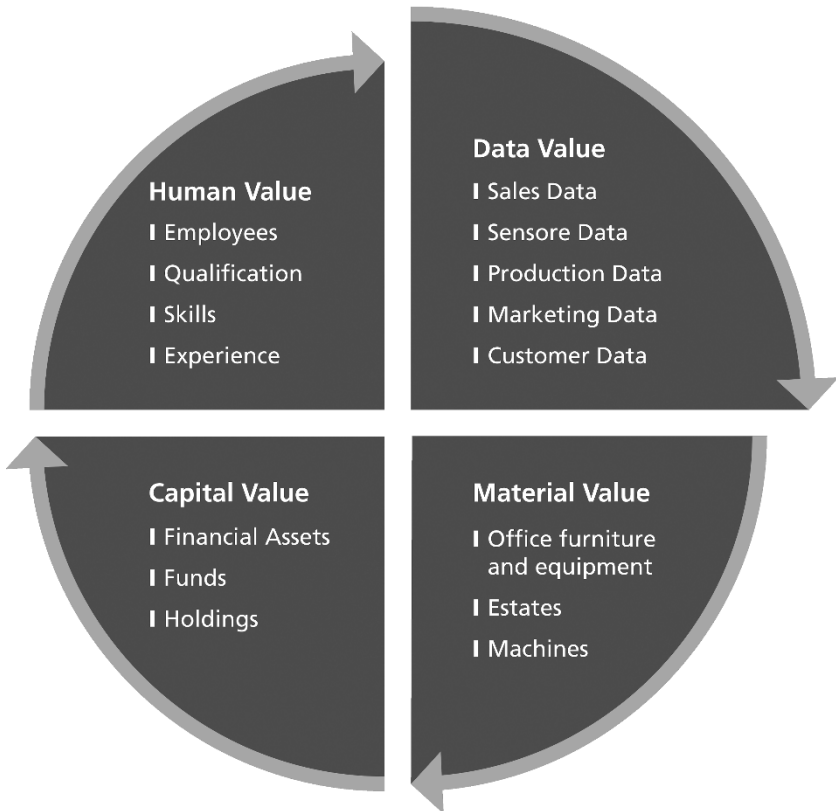 Human Value
I Employees
I Qualification
I Skills
I Experience
Data Value
I Sales Data
I Sensore Data
I Production Data
I Marketing Data
I Customer Data
Capital Value
I Financial Assets
I Funds
I Holdings
Material Value
I Office furniture
and equipment
I Estates
I Machines